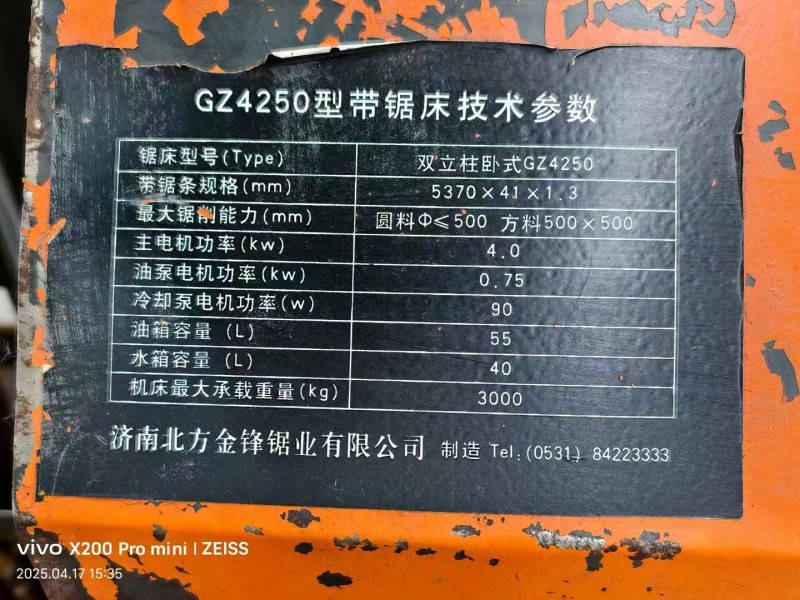 GZ4250型带锯床技术参数
锯床型号(Type) 双立柱卧式GZ4250
带锯条规格(mm) 5370×41×1.3
最大锯削能力(mm) 圆料Φ≤500 方料500×500
主电机功率(kw) 4.0
油泵电机功率(kw) 0.75
冷却泵电机功率(w) 90
油箱容量 (L) 55
水箱容量 (L) 40
机床最大承载重量(kg) 3000
济南北方金锋锯业有限公司 制造 Tel:(0531) 84223333
vivo X200 Pro mini | ZEISS
2025.04.17 15:35